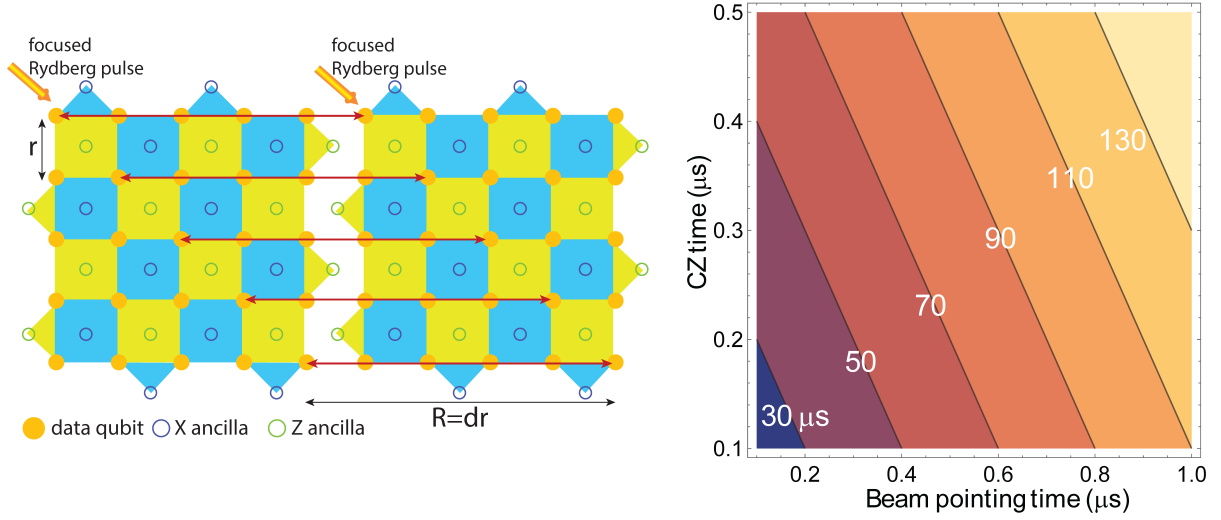 focused
Rydberg pulse
focused
Rydberg pulse
r
R=dr
data qubit
X ancilla
Z ancilla
0.5
0.4
0.3
0.2
0.1
CZ time (μs)
130
110
90
70
50
30 μs
0.2
0.4
0.6
0.8
1.0
Beam pointing time (μs)